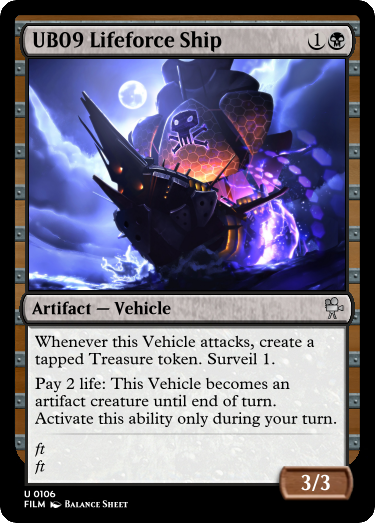 UB09 Lifeforce Ship 1
Artifact — Vehicle
Whenever this Vehicle attacks, create a
tapped Treasure token. Surveil 1.
Pay 2 life: This Vehicle becomes an
artifact creature until end of turn.
Activate this ability only during your turn.
ft
ft
3/3
U 0106
FILM Balance Sheet